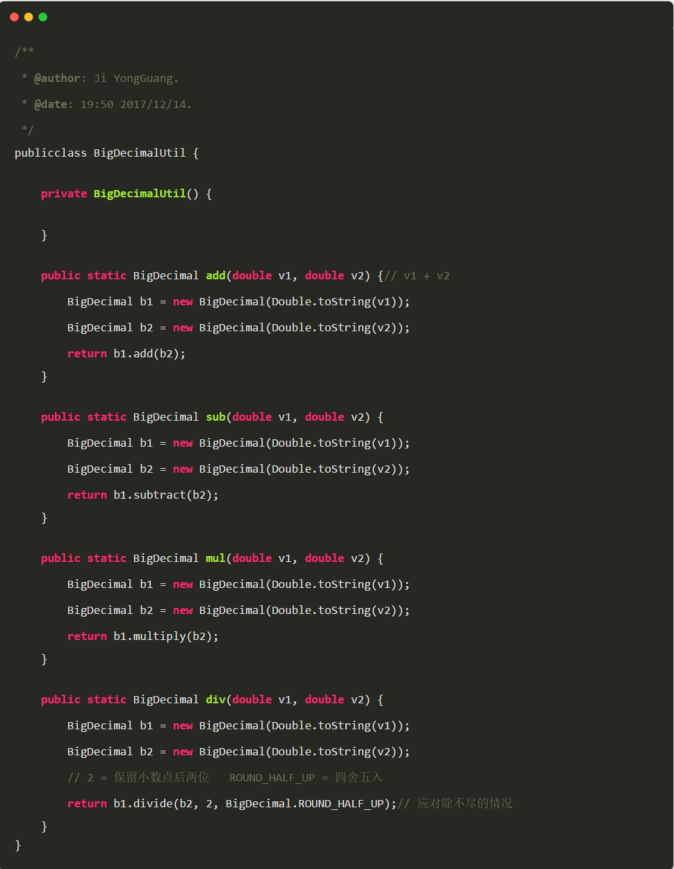 /**
 * @author: Ji YongGuang.
 * @date: 19:50 2017/12/14.
 */
publicclass BigDecimalUtil {
    private BigDecimalUtil() {
    }
    public static BigDecimal add(double v1, double v2) {// v1 + v2
        BigDecimal b1 = new BigDecimal(Double.toString(v1));
        BigDecimal b2 = new BigDecimal(Double.toString(v2));
        return b1.add(b2);
    }
    public static BigDecimal sub(double v1, double v2) {
        BigDecimal b1 = new BigDecimal(Double.toString(v1));
        BigDecimal b2 = new BigDecimal(Double.toString(v2));
        return b1.subtract(b2);
    }
    public static BigDecimal mul(double v1, double v2) {
        BigDecimal b1 = new BigDecimal(Double.toString(v1));
        BigDecimal b2 = new BigDecimal(Double.toString(v2));
        return b1.multiply(b2);
    }
    public static BigDecimal div(double v1, double v2) {
        BigDecimal b1 = new BigDecimal(Double.toString(v1));
        BigDecimal b2 = new BigDecimal(Double.toString(v2));
        // 2 = 保留小数点后两位   ROUND_HALF_UP = 四舍五入
        return b1.divide(b2, 2, BigDecimal.ROUND_HALF_UP);// 应对除不尽的情况
    }
}